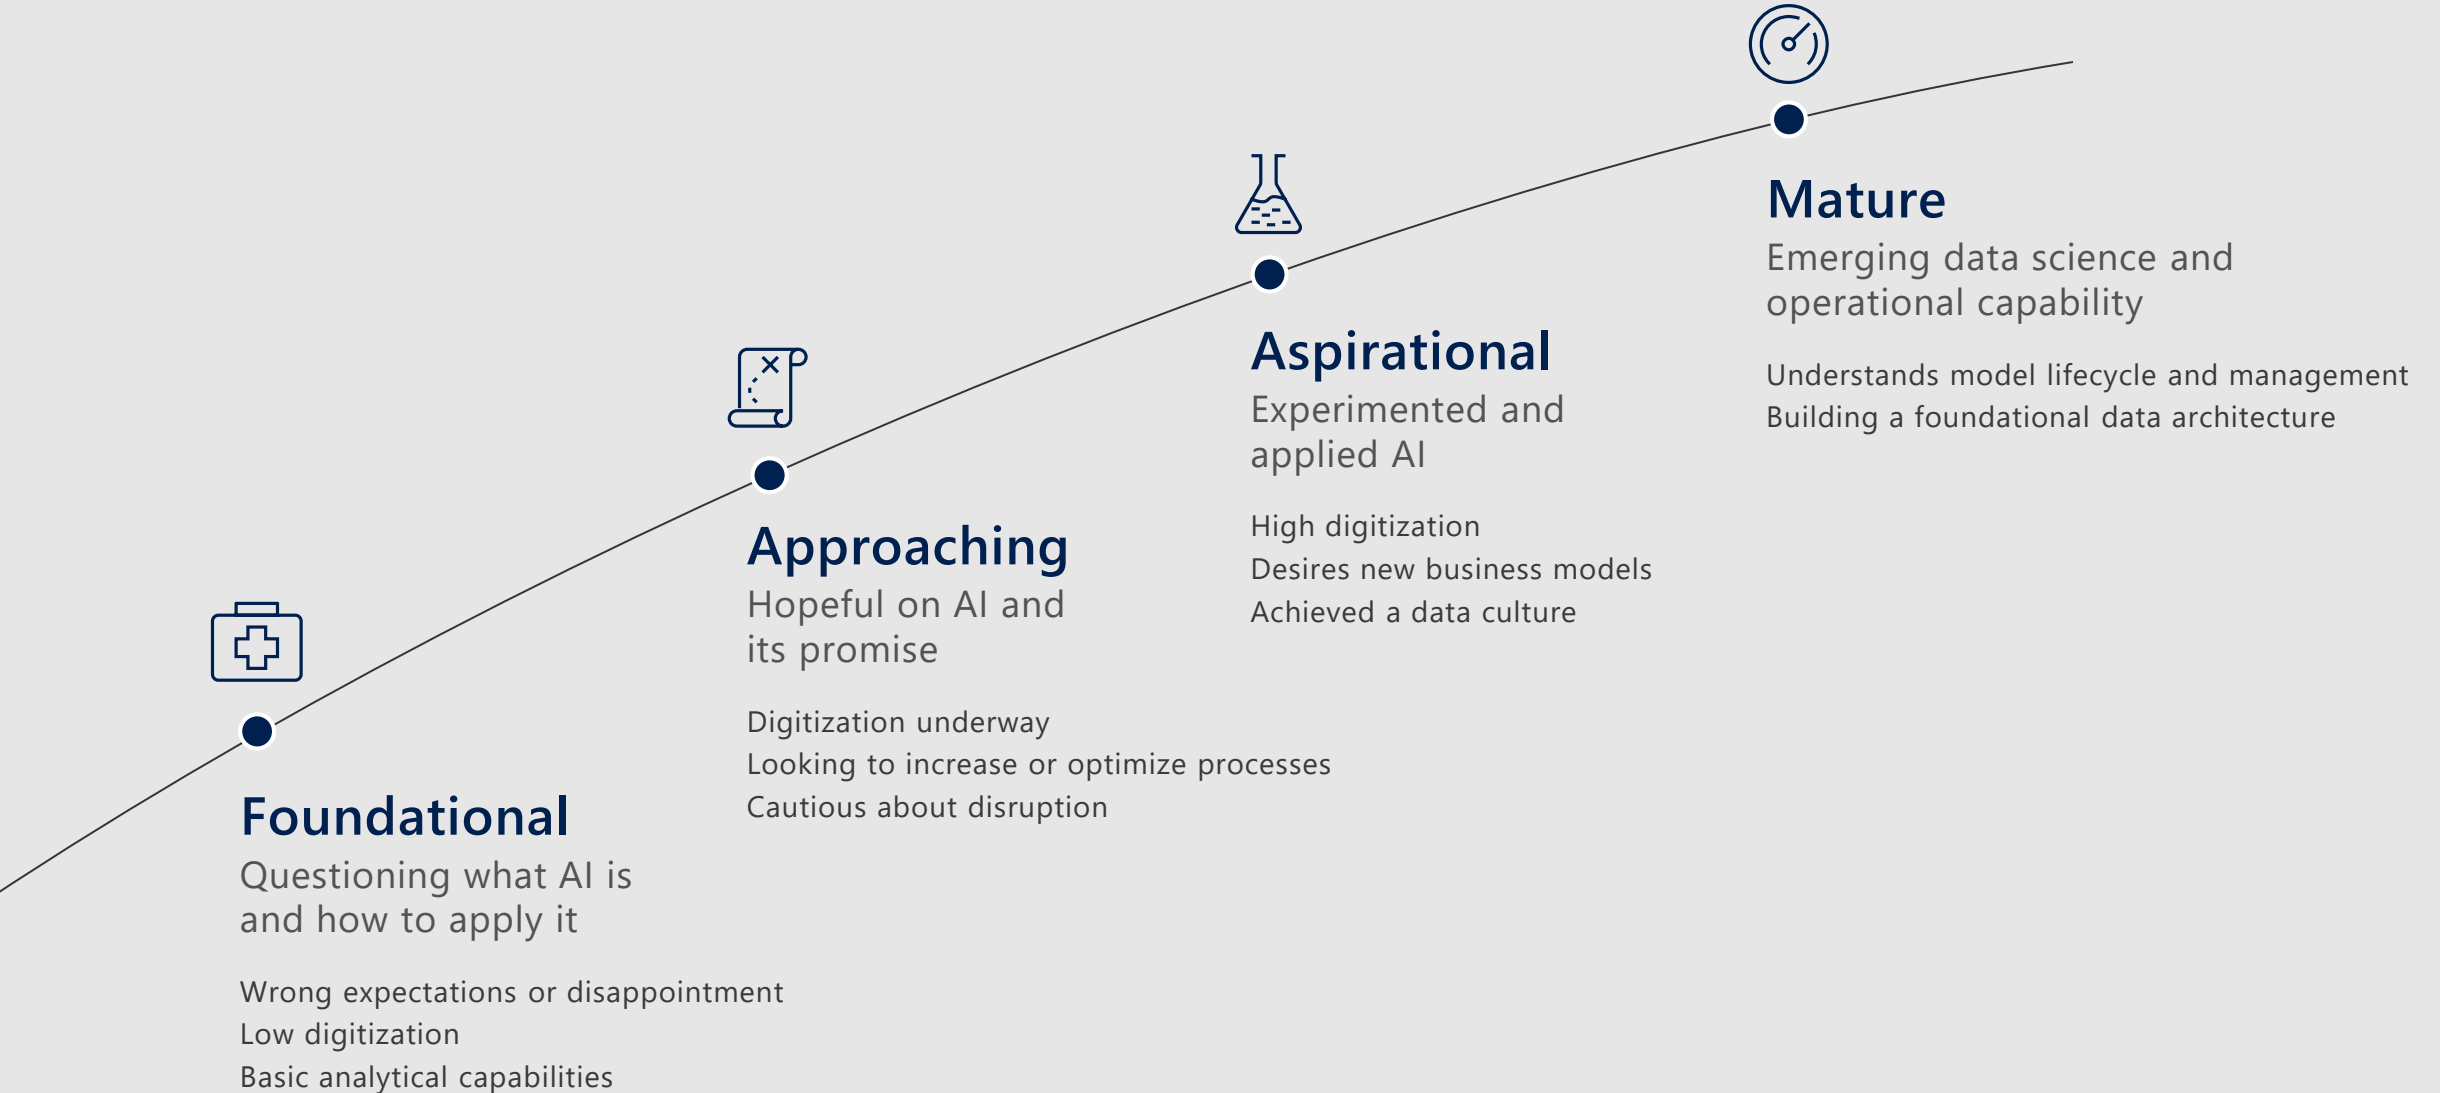 Mature
Emerging data science and
operational capability
Understands model lifecycle and management
Building a foundational data architecture
Aspirational
Experimented and
applied AI
High digitization
Desires new business models
Achieved a data culture
Approaching
Hopeful on AI and
its promise
Digitization underway
Looking to increase or optimize processes
Cautious about disruption
Foundational
Questioning what AI is
and how to apply it
Wrong expectations or disappointment
Low digitization
Basic analytical capabilities